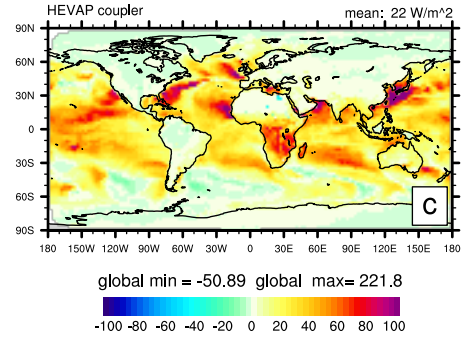 HEVAP coupler mean: 22 W/m^2
90N
60N
30N
0
30S
60S
90S
C
180 150W 120W 90W 60W 30W 0 30E 60E 90E 120E 150E 180
global min = -50.89 global max= 221.8
-100 -80 -60 -40 -20 0 20 40 60 80 100